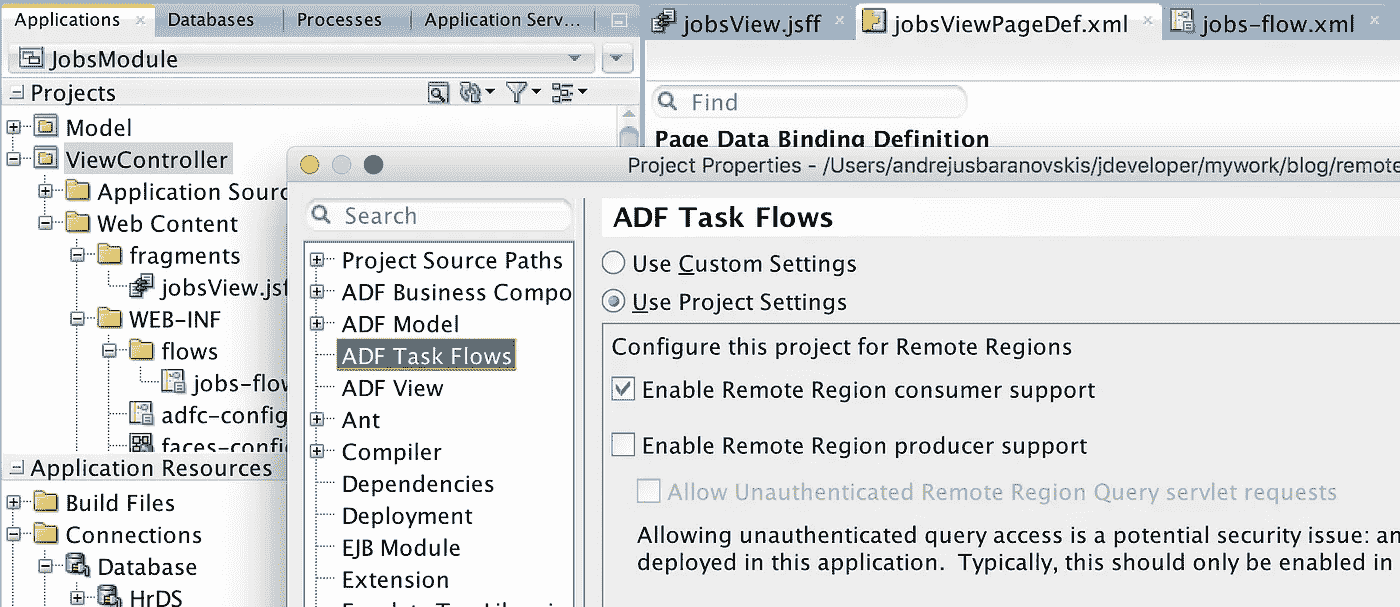 Applications Databases Processes Application Serv...
JobsModule
Projects
Model
ViewController
Application Sourc
Web Content
fragments
jobsView.jsf
WEB-INF
flows
jobs-flow
adfc-config
faces-confi
Application Resources
Build Files
Connections
Database
HrDS
jobsView.jsff jobsViewPageDef.xml jobs-flow.xml
Find
Page Data Binding Definition
Project Properties - /Users/andrejusbaranovskis/jdeveloper/mywork/blog/remote
Search
Project Source Paths
ADF Business Compo
ADF Model
ADF Task Flows
ADF View
Ant
Compiler
Dependencies
Deployment
EJB Module
Extension
ADF Task Flows
Use Custom Settings
Use Project Settings
Configure this project for Remote Regions
Enable Remote Region consumer support
Enable Remote Region producer support
Allow Unauthenticated Remote Region Query servlet requests
Allowing unauthenticated query access is a potential security issue: an
deployed in this application. Typically, this should only be enabled in